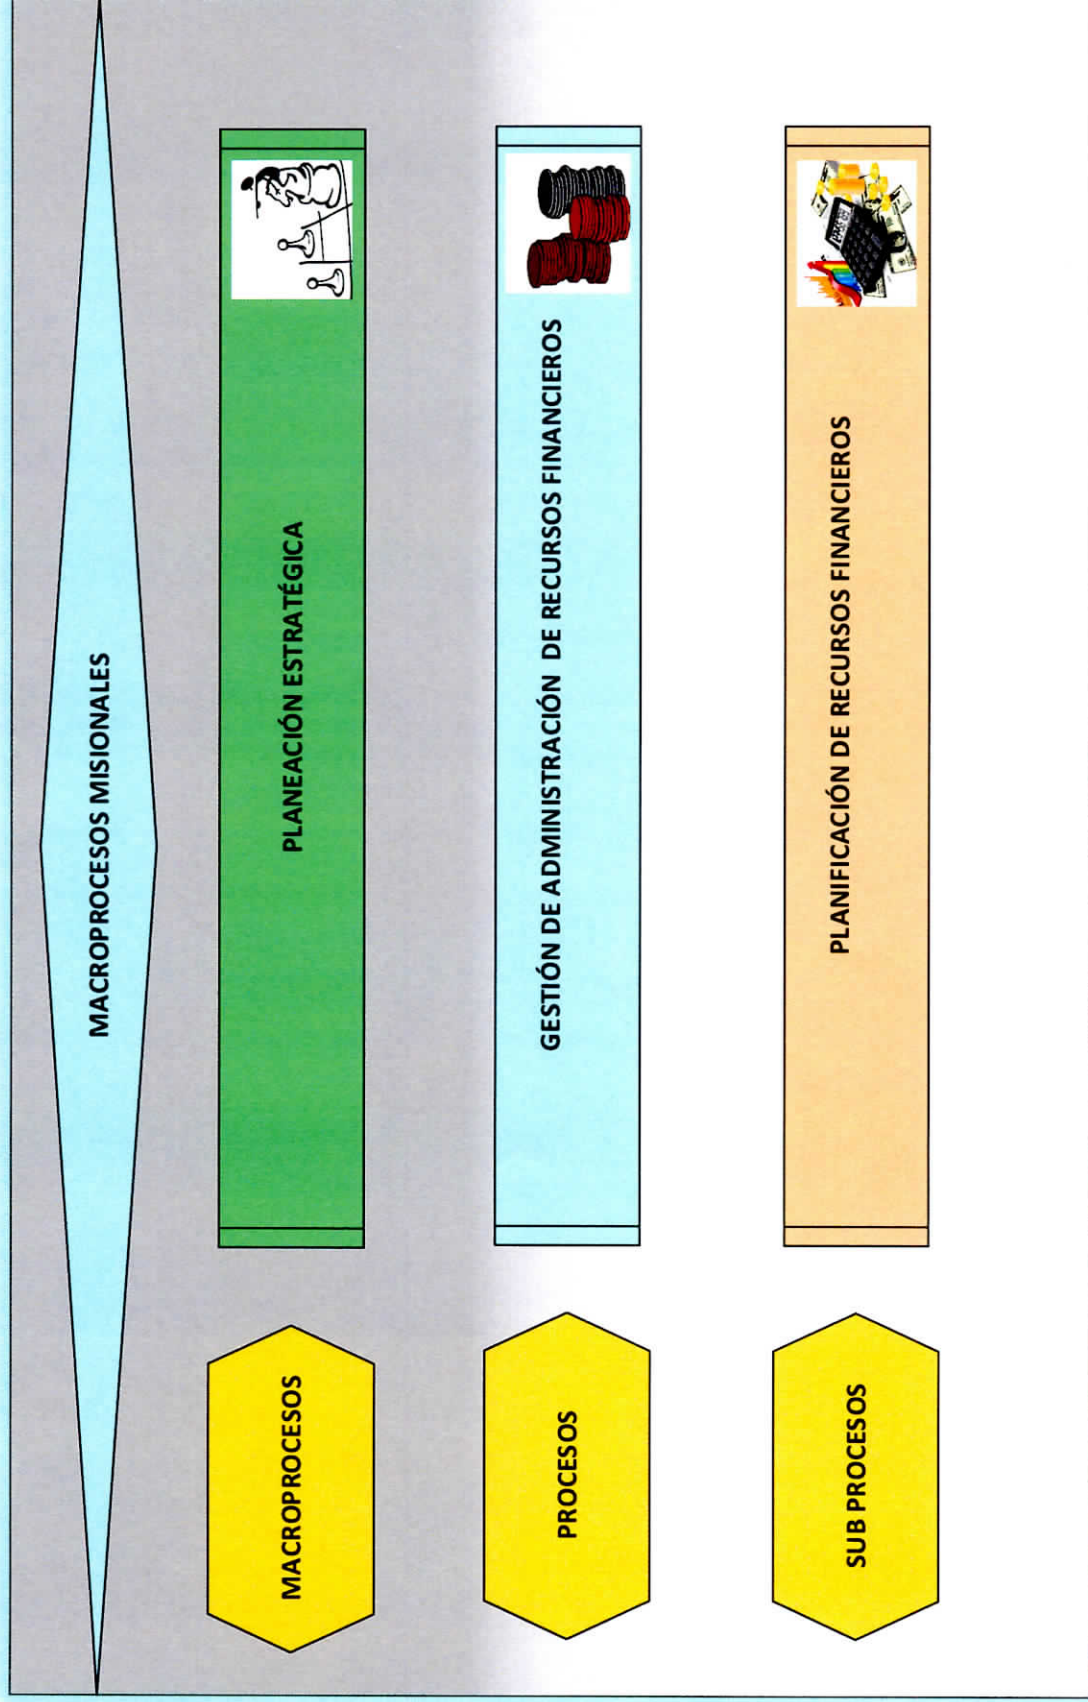 MACROPROCESOS MISIONALES
MACROPROCESOS
PLANEACIÓN ESTRATÉGICA
PROCESOS
GESTIÓN DE ADMINISTRACIÓN DE RECURSOS FINANCIEROS
SUB PROCESOS
PLANIFICACIÓN DE RECURSOS FINANCIEROS